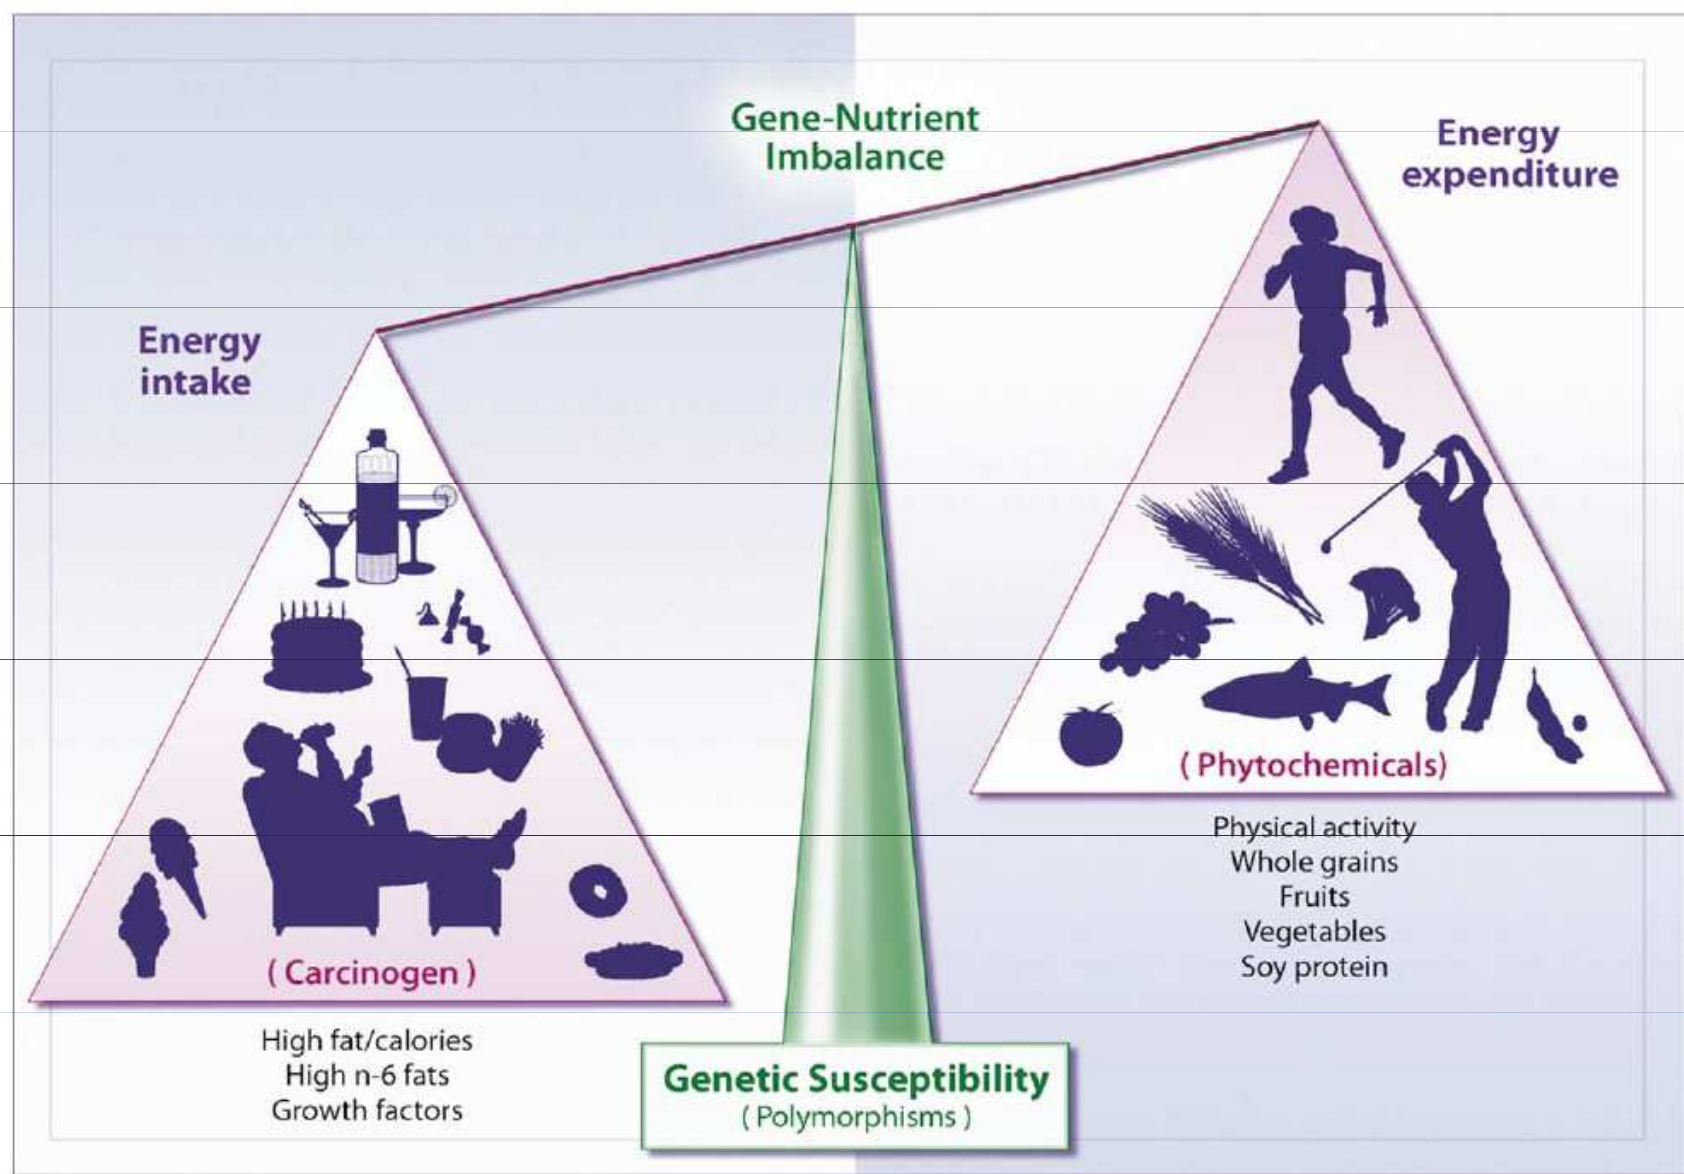 Gene-Nutrient
Imbalance
Energy
expenditure
Energy
intake
( Phytochemicals)
Physical activity
Whole grains
Fruits
Vegetables
Soy protein
( Carcinogen )
High fat/calories
High n-6 fats
Growth factors
Genetic Susceptibility
( Polymorphisms )